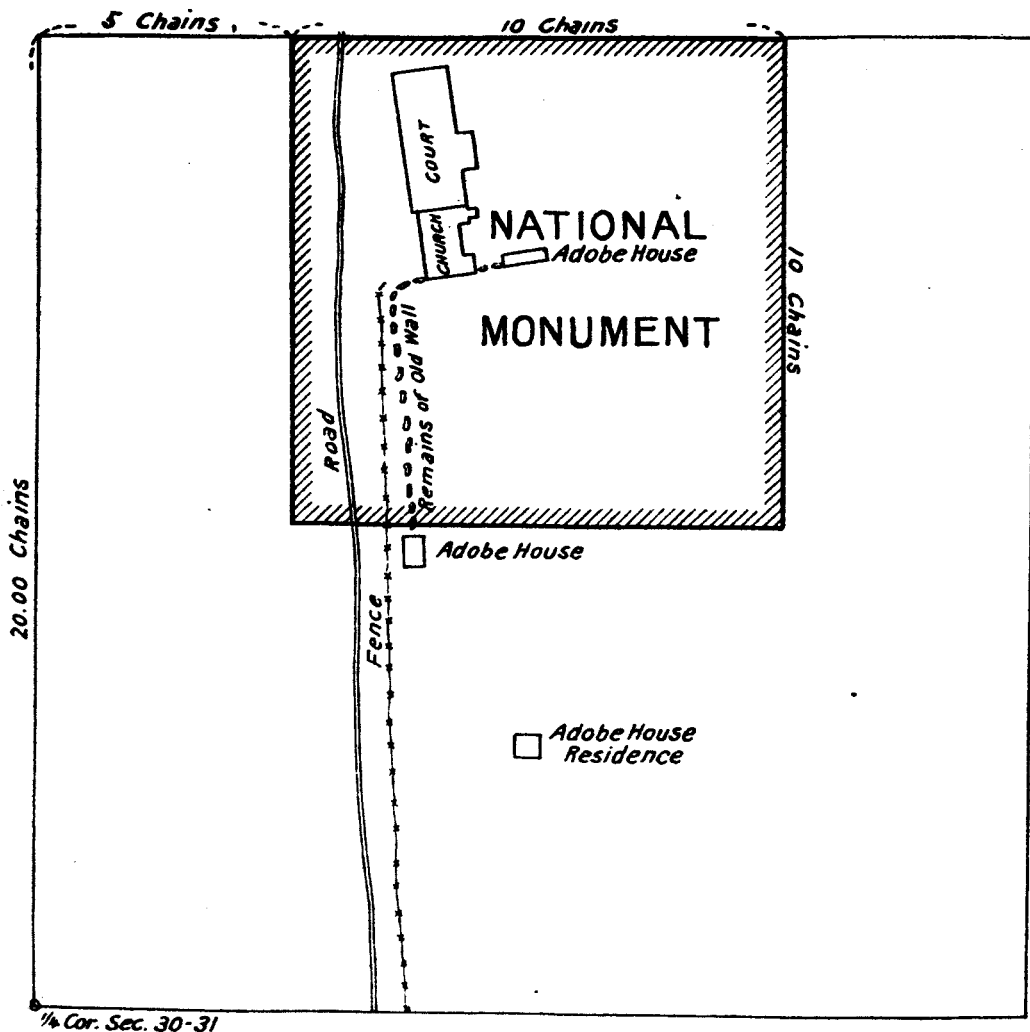 5 Chains
10 Chains
COURT
CHURCH
NATIONAL
Adobe House
10 Chains
MONUMENT
Remains of Old Wall
Road
20.00 Chains
Adobe House
Fence
Adobe House
Residence
1/4 Cor. Sec. 30-31